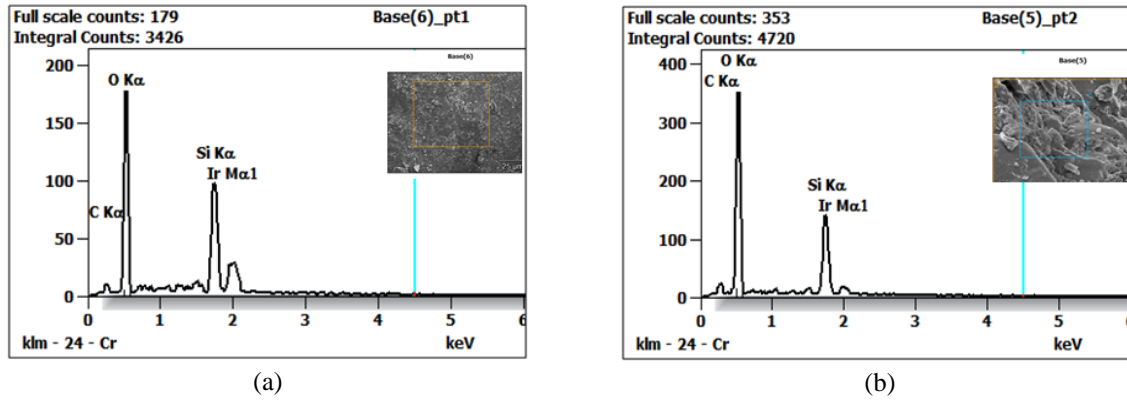 Full scale counts: 179 Base(6)_pt1
Integral Counts: 3426
Base(6)
200
O Kα
150
Si Kα
100
Ir Mα1
C Kα
50
0
0 1 2 3 4 5 6
klm - 24 - Cr keV
(a)
Full scale counts: 353 Base(5)_pt2
Integral Counts: 4720
Base(5)
400
O Kα
C Kα
300
200
Si Kα
Ir Mα1
100
0
0 1 2 3 4 5 6
klm - 24 - Cr keV
(b)